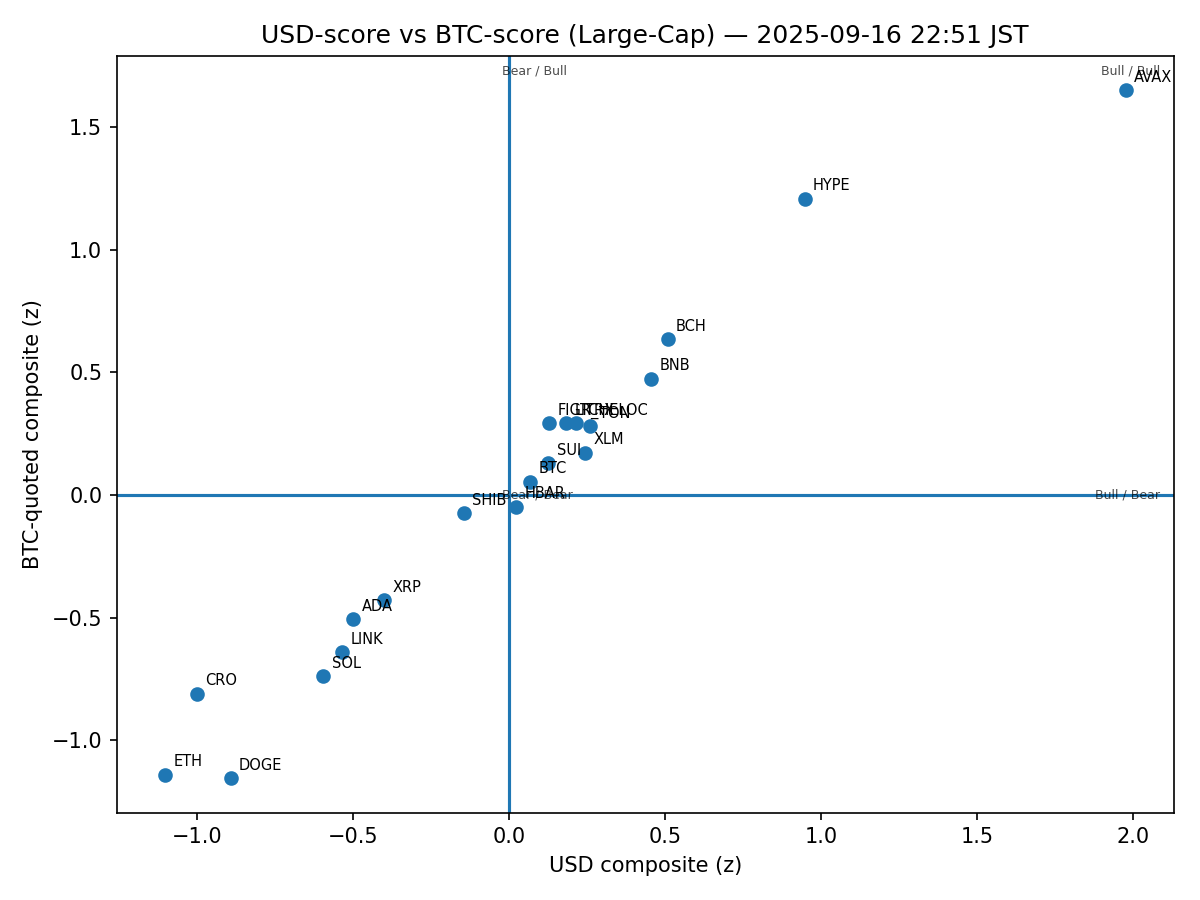 USD-score vs BTC-score (Large-Cap) — 2025-09-16 22:51 JST
Bear / Bull
Bull / Bull
AVAX
1.5
HYPE
1.0
BCH
BNB
0.5
TON
XLM
SUI
BTC
0.0
HBAR
Bear / Bear
Bull / Bear
SHIB
XRP
ADA
−0.5
LINK
SOL
CRO
−1.0
ETH
DOGE
−1.0
−0.5
0.0
0.5
1.0
1.5
2.0
USD composite (z)
BTC-quoted composite (z)